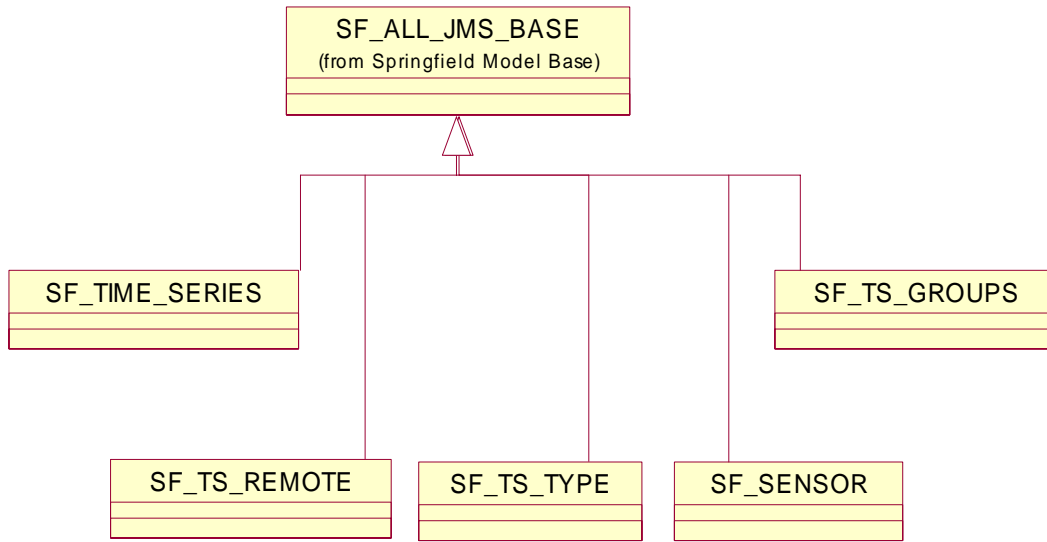 SF_ALL_JMS_BASE
(from Springfield Model Base)
SF_TIME_SERIES
SF_TS_GROUPS
SF_TS_REMOTE
SF_TS_TYPE
SF_SENSOR